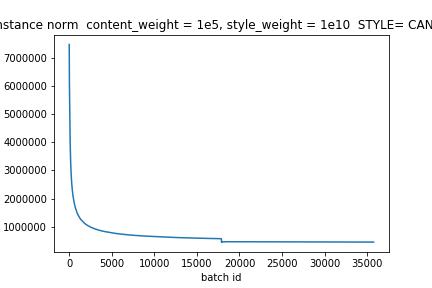 nstance norm content_weight = 1e5, style_weight = 1e10 STYLE= CAN
7000000
6000000
5000000
4000000
3000000
2000000
1000000
0 5000 10000 15000 20000 25000 30000 35000
batch id